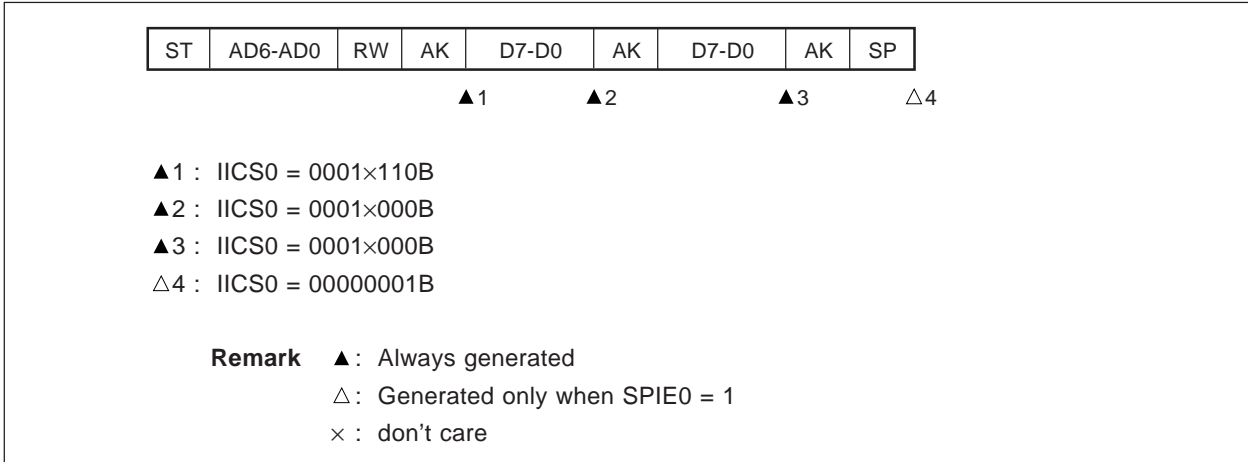 ST AD6-AD0 RW AK D7-D0 AK D7-D0 AK SP
▲1 ▲2 ▲3 △4
▲1 : IICS0 = 0001×110B
▲2 : IICS0 = 0001×000B
▲3 : IICS0 = 0001×000B
△4 : IICS0 = 00000001B
Remark ▲ : Always generated
△ : Generated only when SPIE0 = 1
× : don't care